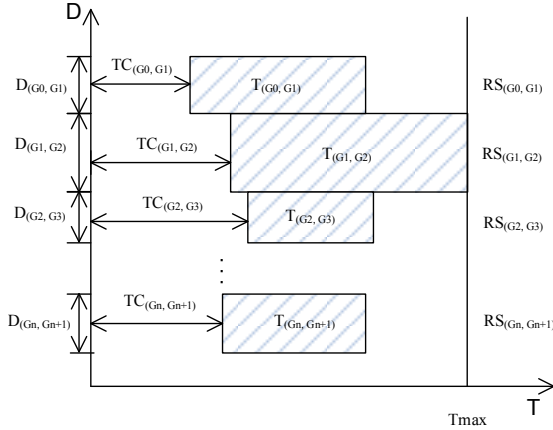 D
TC(G0, G1)
D(G0, G1)
T(G0, G1)
RS(G0, G1)
TC(G1, G2)
D(G1, G2)
T(G1, G2)
RS(G1, G2)
TC(G2, G3)
D(G2, G3)
T(G2, G3)
RS(G2, G3)
TC(Gn, Gn+1)
D(Gn, Gn+1)
T(Gn, Gn+1)
RS(Gn, Gn+1)
T
Tmax